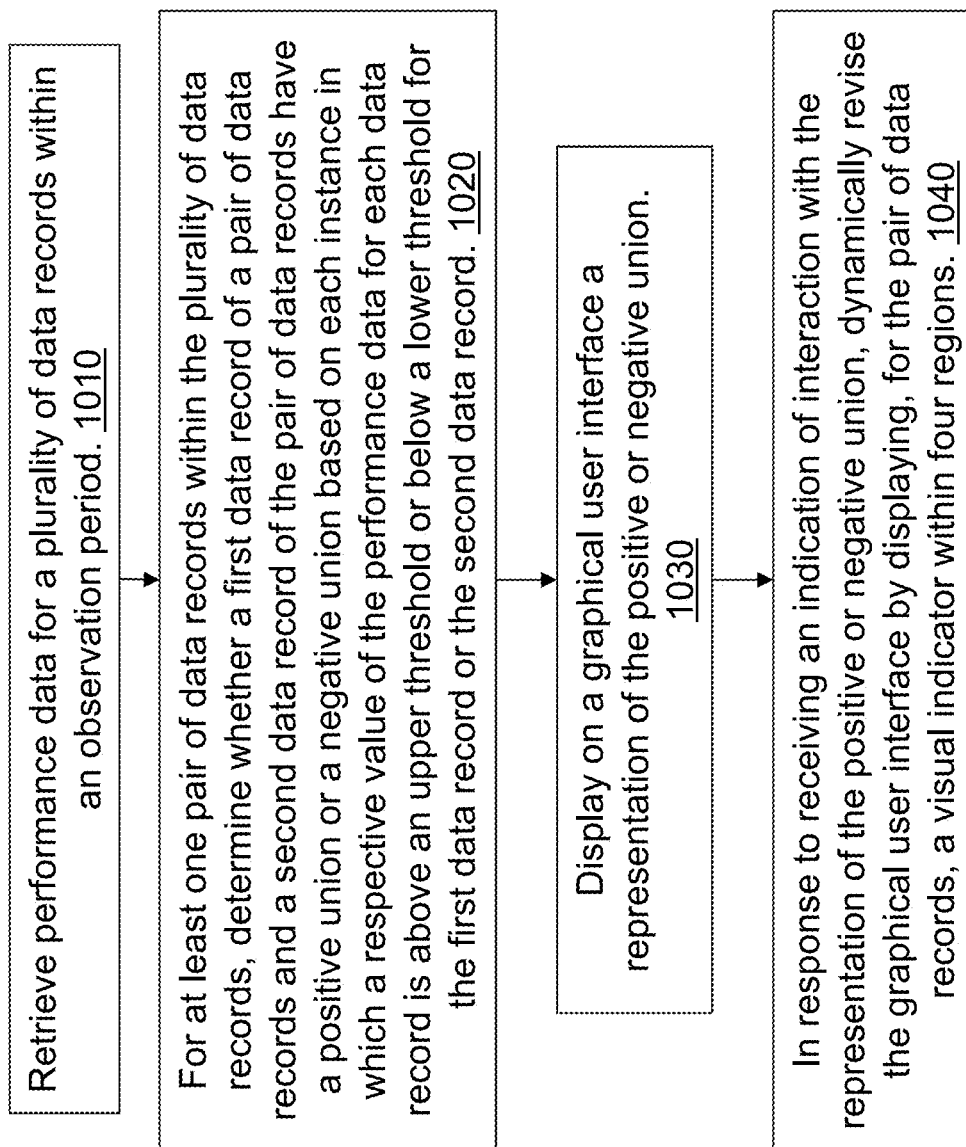 Retrieve performance data for a plurality of data records within
an observation period. 1010
For at least one pair of data records within the plurality of data
records, determine whether a first data record of a pair of data
records and a second data record of the pair of data records have
a positive union or a negative union based on each instance in
which a respective value of the performance data for each data
record is above an upper threshold or below a lower threshold for
the first data record or the second data record. 1020
Display on a graphical user interface a
representation of the positive or negative union.
1030
In response to receiving an indication of interaction with the
representation of the positive or negative union, dynamically revise
the graphical user interface by displaying, for the pair of data
records, a visual indicator within four regions. 1040